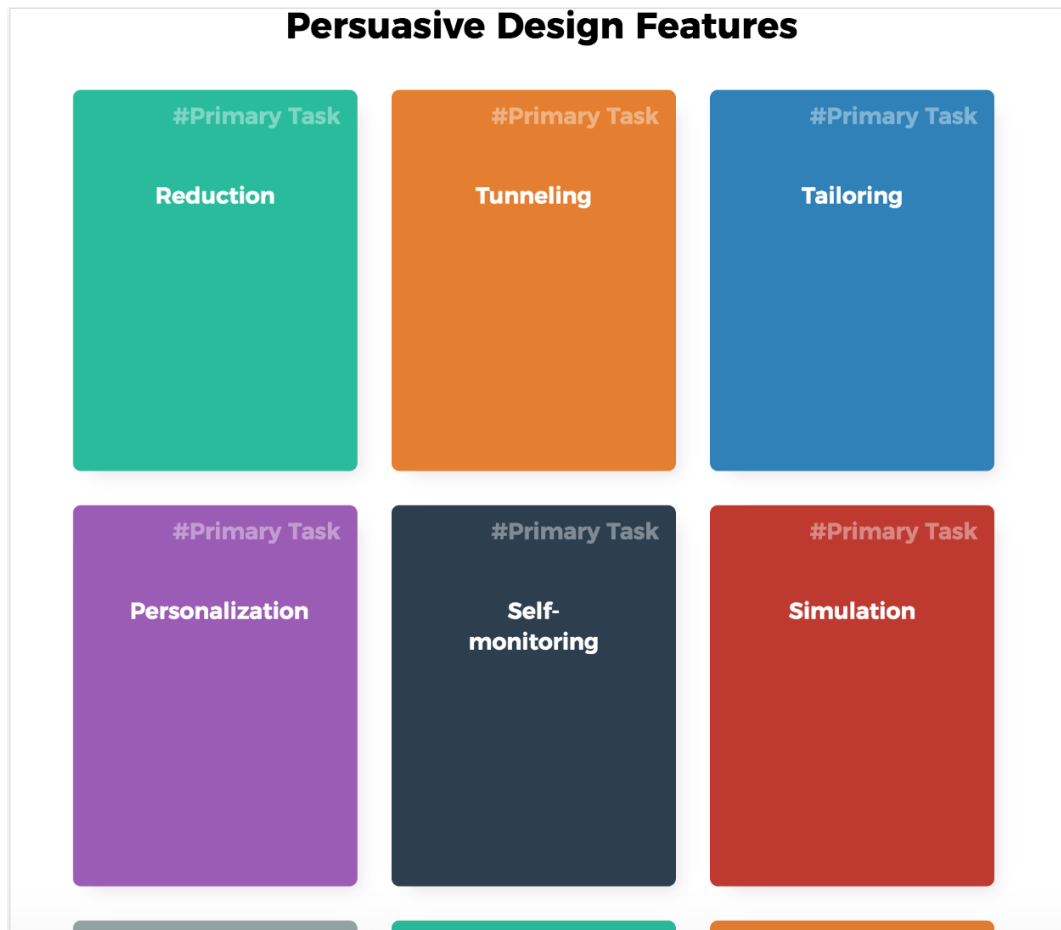 Persuasive Design Features
#Primary Task
Reduction
#Primary Task
Tunneling
#Primary Task
Tailoring
#Primary Task
Personalization
#Primary Task
Self-
monitoring
#Primary Task
Simulation